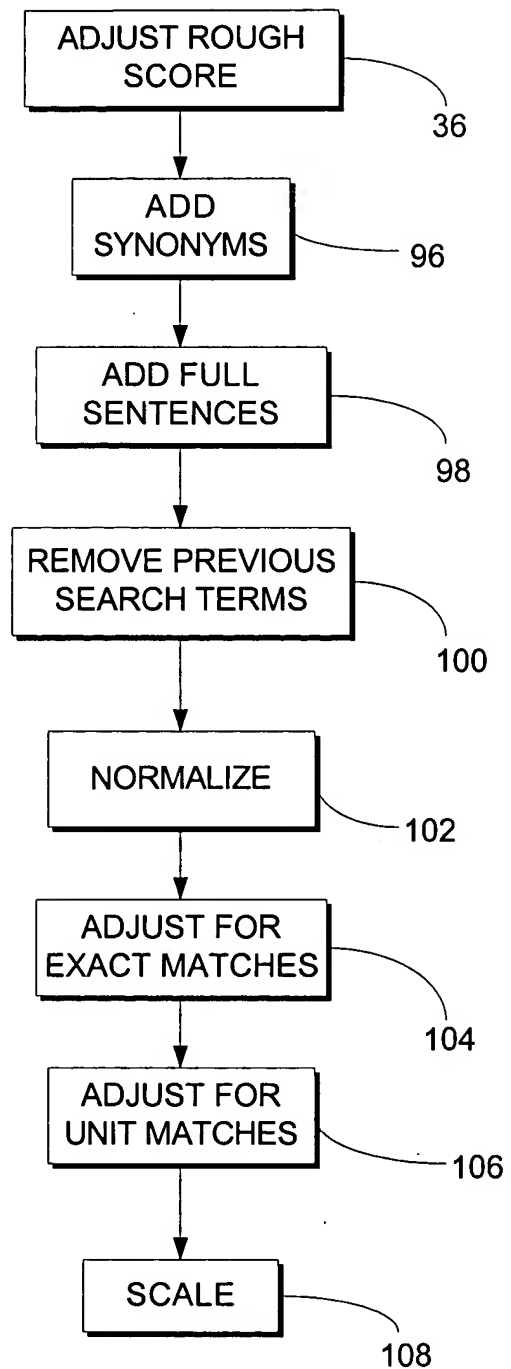 ADJUST ROUGH
SCORE
36
ADD
SYNONYMS
96
ADD FULL
SENTENCES
98
REMOVE PREVIOUS
SEARCH TERMS
100
NORMALIZE
102
ADJUST FOR
EXACT MATCHES
104
ADJUST FOR
UNIT MATCHES
106
SCALE
108